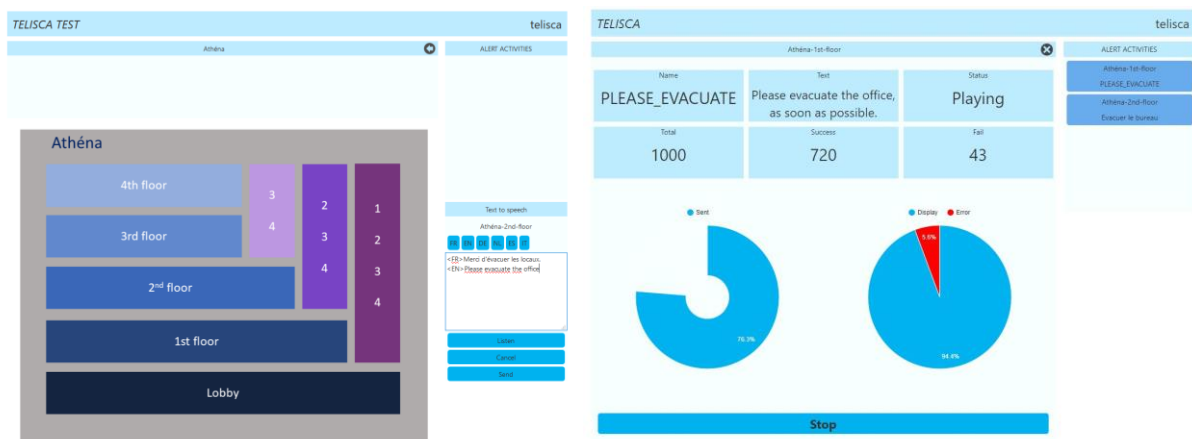 TELISCA TEST
telisca
Athéna
ALERT ACTIVITIES
Athéna
4th floor
3rd floor
2nd floor
1st floor
Lobby
3
4
2
3
4
1
2
3
4
Text to speech
Athéna-2nd-floor
FR EN DE NL ES IT
<FR>Merci d'évacuer les locaux.
<EN>Please evacuate the office
Listen
Cancel
Send
TELISCA
telisca
Athéna-1st-floor
ALERT ACTIVITIES
Athéna-1st-floor
PLEASE_EVACUATE
Athéna-2nd-floor
Évacuer le bureau
Name
PLEASE_EVACUATE
Text
Please evacuate the office,
as soon as possible.
Status
Playing
Total
1000
Success
720
Fail
43
Sent
76.3%
Display
Error
5.6%
94.4%
Stop